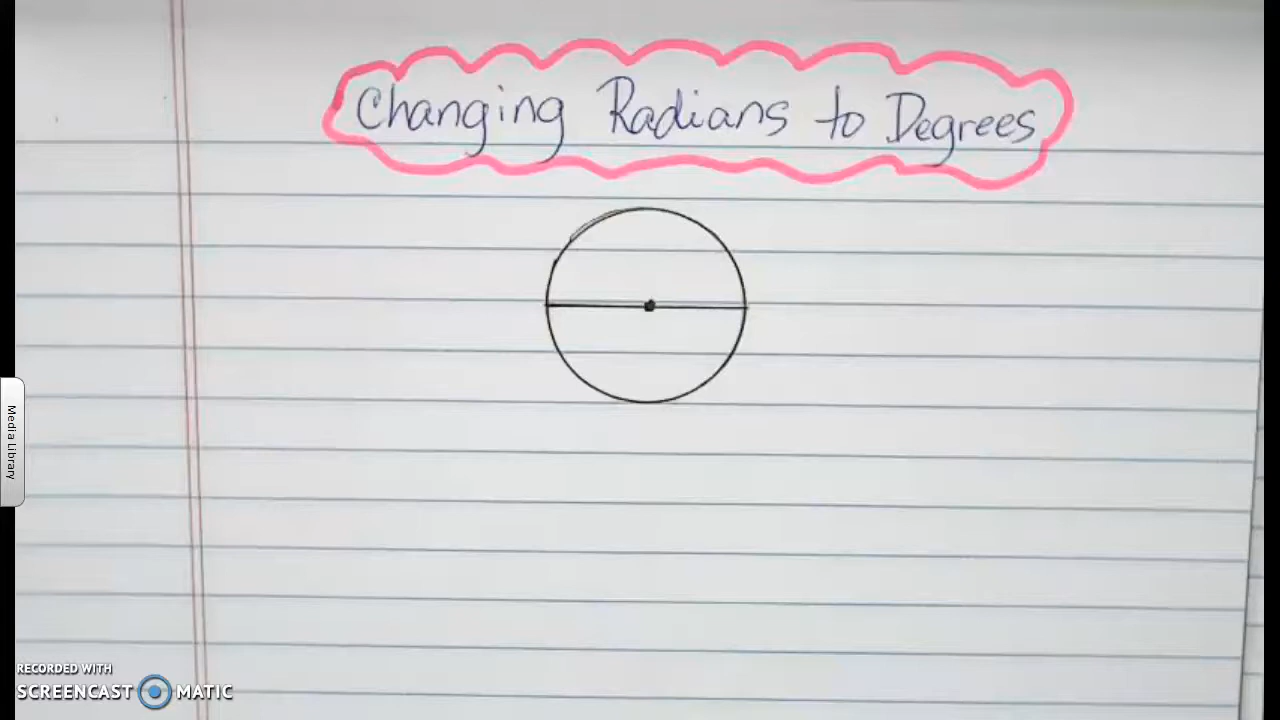 Changing Radians to Degrees
Media Library
RECORDED WITH
SCREENCAST MATIC